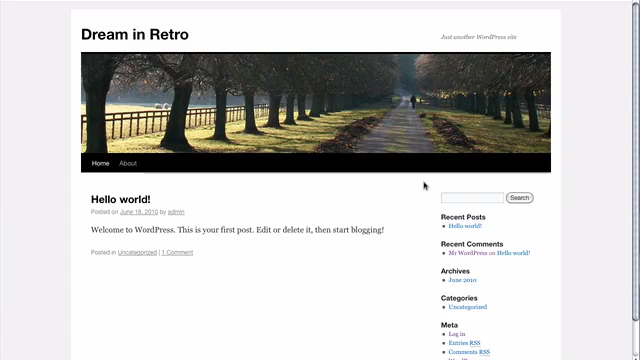 Dream in Retro
Just another WordPress site
Home About
Hello world!
Posted on June 18, 2010 by admin
Welcome to WordPress. This is your first post. Edit or delete it, then start blogging!
Posted in Uncategorized | 1 Comment
Search
Recent Posts
Hello world!
Recent Comments
Mr WordPress on Hello world!
Archives
June 2010
Categories
Uncategorized
Meta
Log in
Entries RSS
Comments RSS